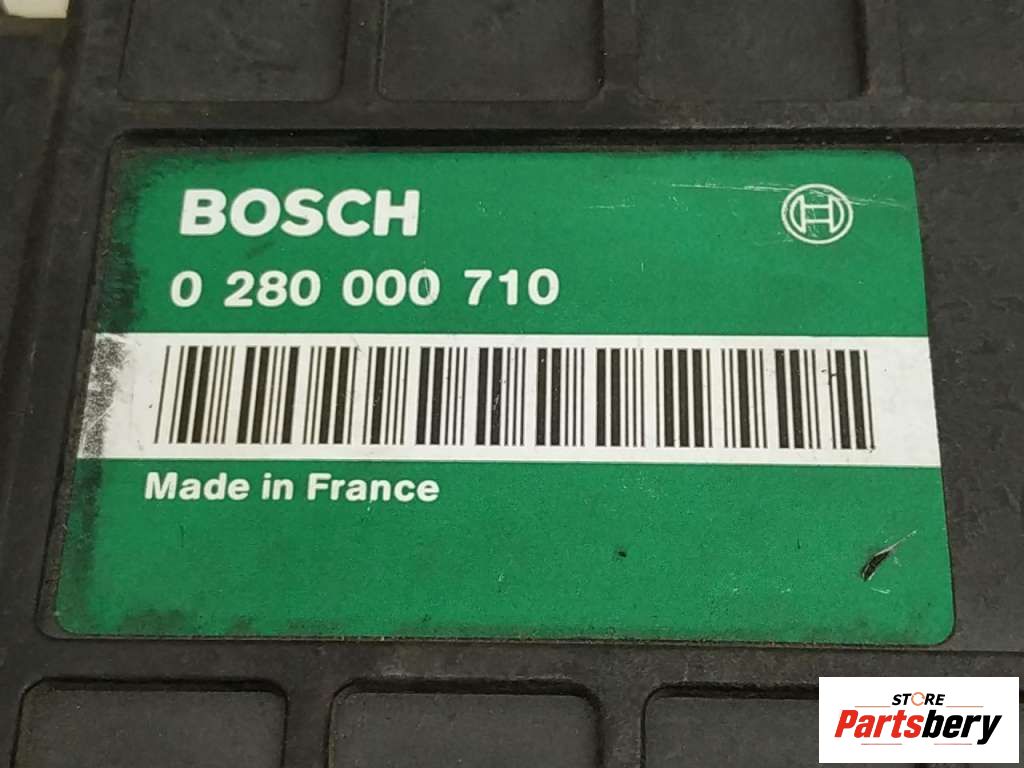 BOSCH
0 280 000 710
Made in France
STORE
Partsbery